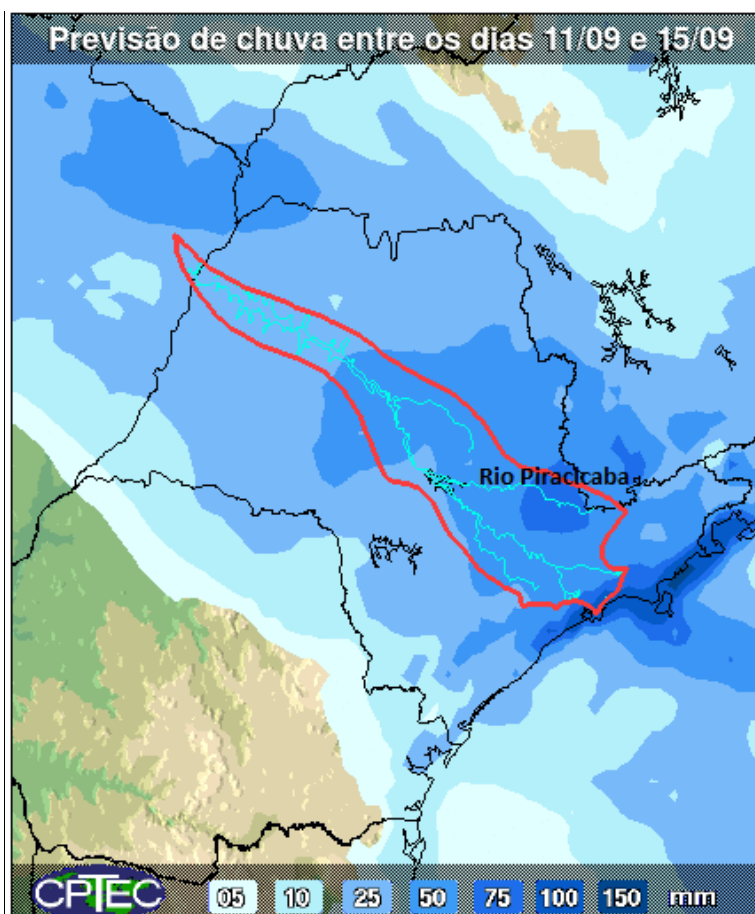 Previsão de chuva entre os dias 11/09 e 15/09
Rio Piracicaba
CPTEC 05 10 25 50 75 100 150 mm